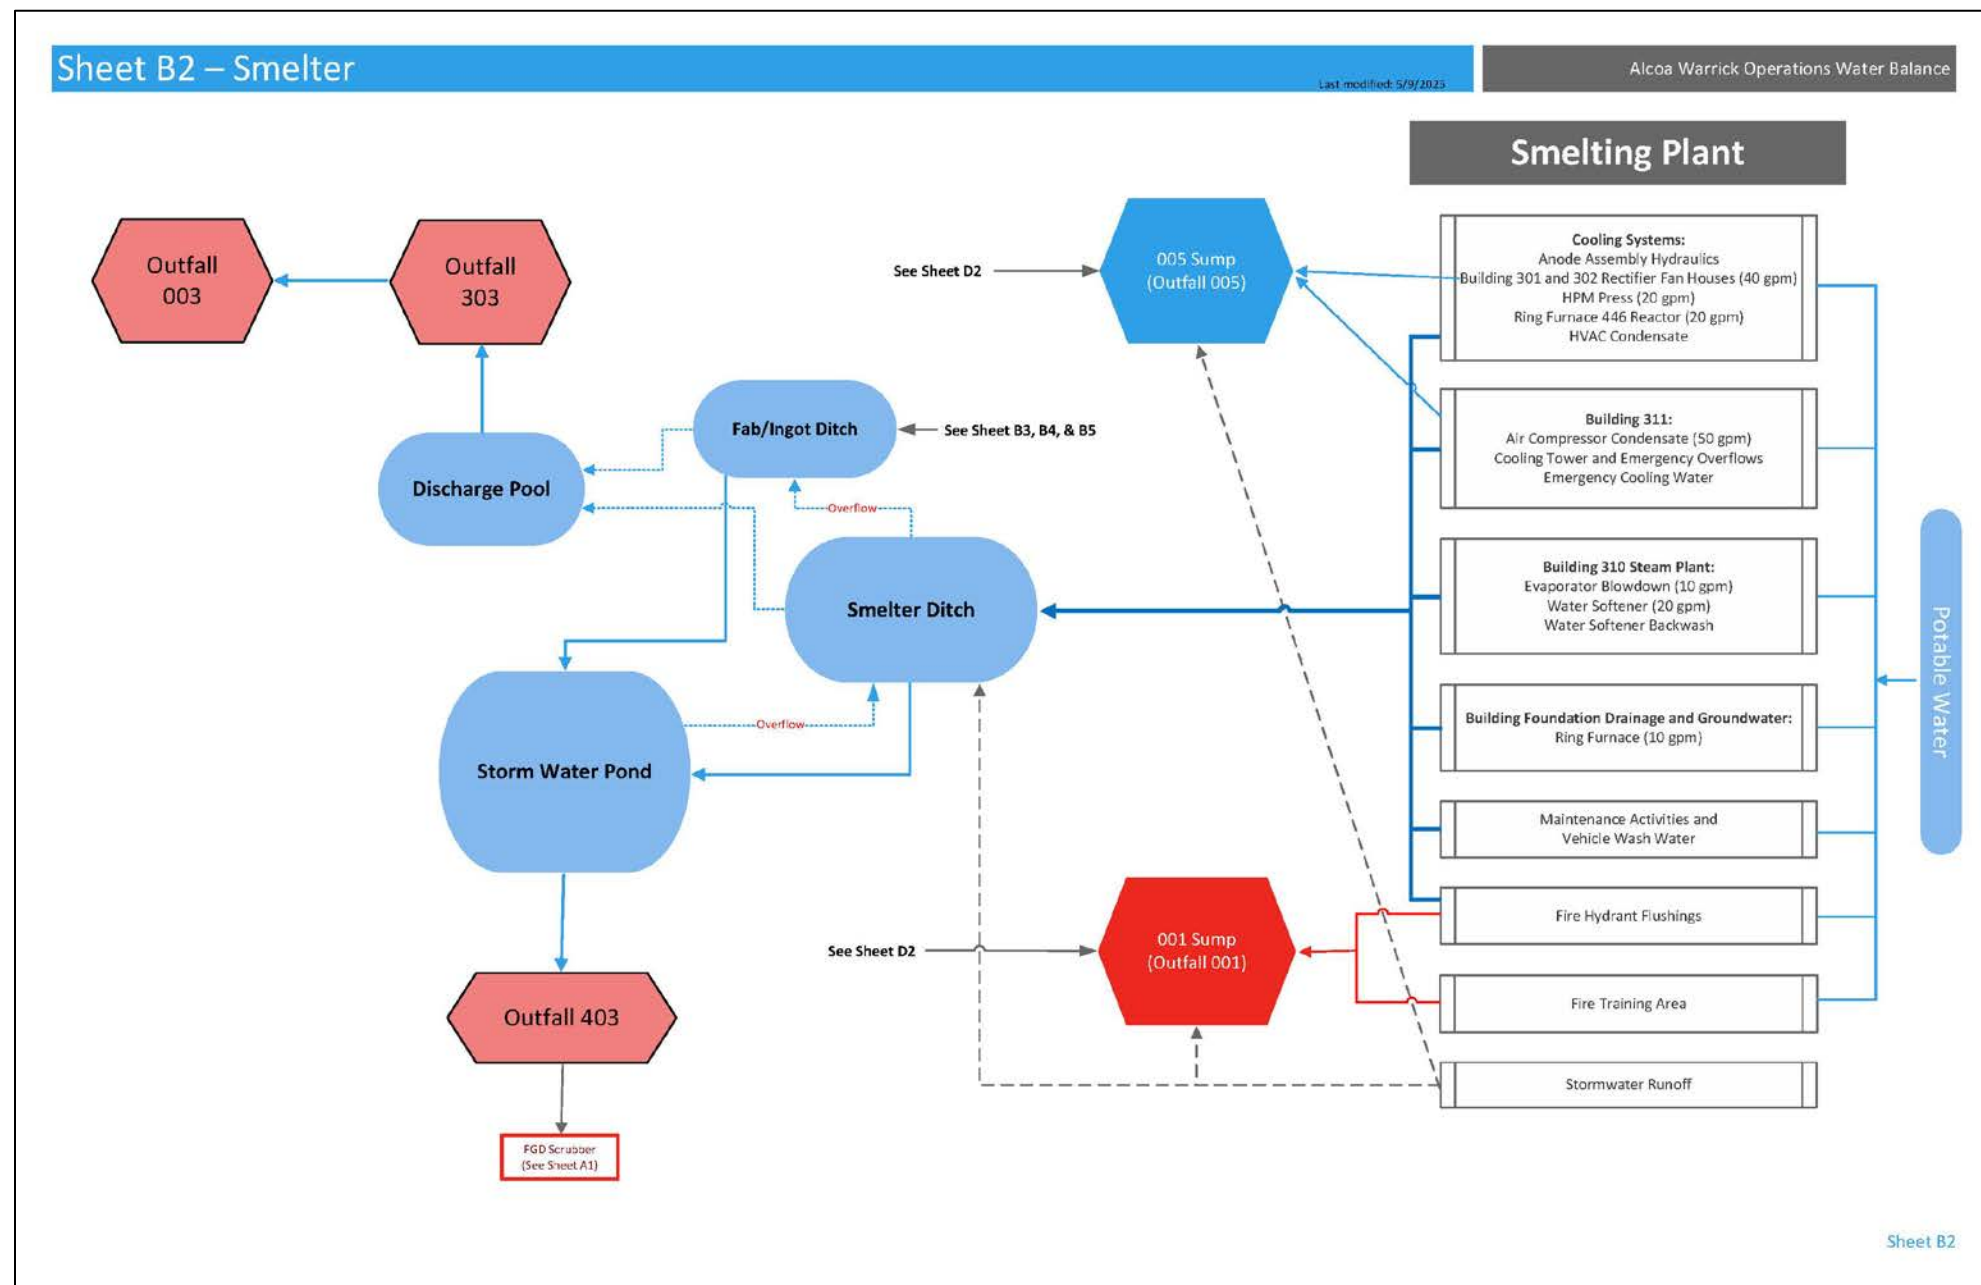 Sheet B2 – Smelter
Last modified: 5/9/2025
Alcoa Warrick Operations Water Balance
Smelting Plant
Outfall
003
Outfall
303
005 Sump
(Outfall 005)
See Sheet D2
Cooling Systems:
Anode Assembly Hydraulics
Building 301 and 302 Rectifier Fan Houses (40 gpm)
HPM Press (20 gpm)
Ring Furnace 446 Reactor (20 gpm)
HVAC Condensate
Fab/Ingot Ditch
See Sheet B3, B4, & B5
Discharge Pool
Overflow
Building 311:
Air Compressor Condensate (50 gpm)
Cooling Tower and Emergency Overflows
Emergency Cooling Water
Smelter Ditch
Building 310 Steam Plant:
Evaporator Blowdown (10 gpm)
Water Softener (20 gpm)
Water Softener Backwash
Potable Water
Overflow
Storm Water Pond
Building Foundation Drainage and Groundwater:
Ring Furnace (10 gpm)
Maintenance Activities and
Vehicle Wash Water
Fire Hydrant Flushings
See Sheet D2
001 Sump
(Outfall 001)
Outfall 403
Fire Training Area
Stormwater Runoff
FGD Scrubber
(See Sheet A1)
Sheet B2